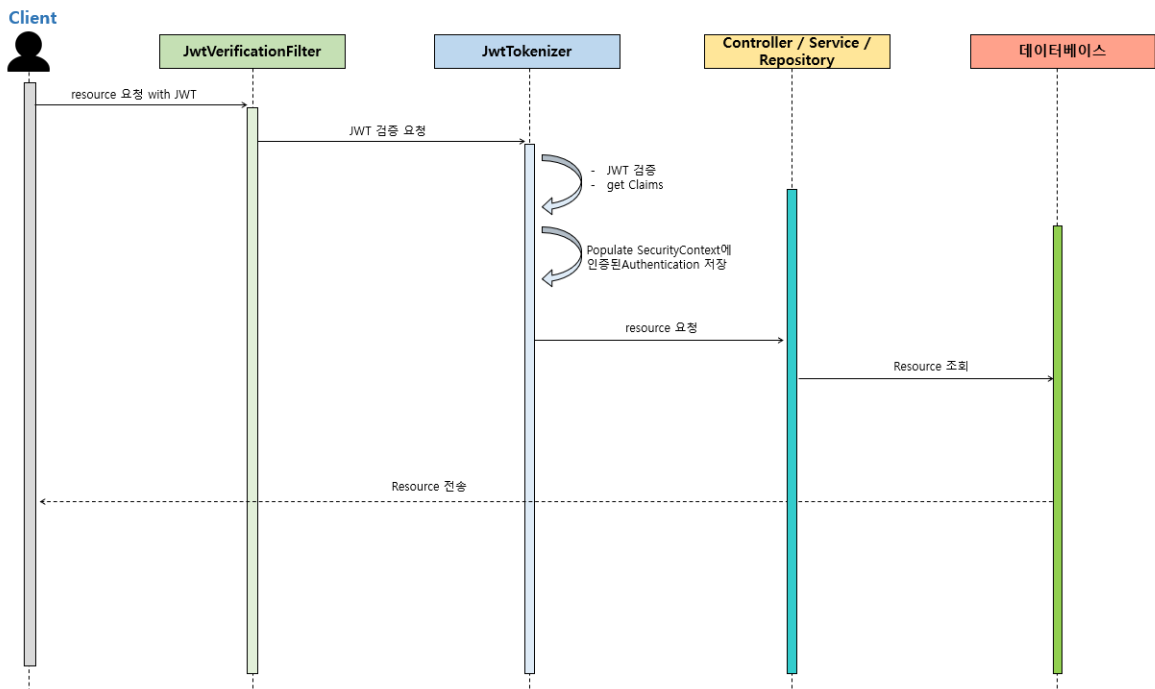 Client
JwtVerificationFilter
JwtTokenizer
Controller / Service /
Repository
데이터베이스
resource 요청 with JWT
JWT 검증 요청
- JWT 검증
- get Claims
Populate SecurityContext에
인증된Authentication 저장
resource 요청
Resource 조회
Resource 전송